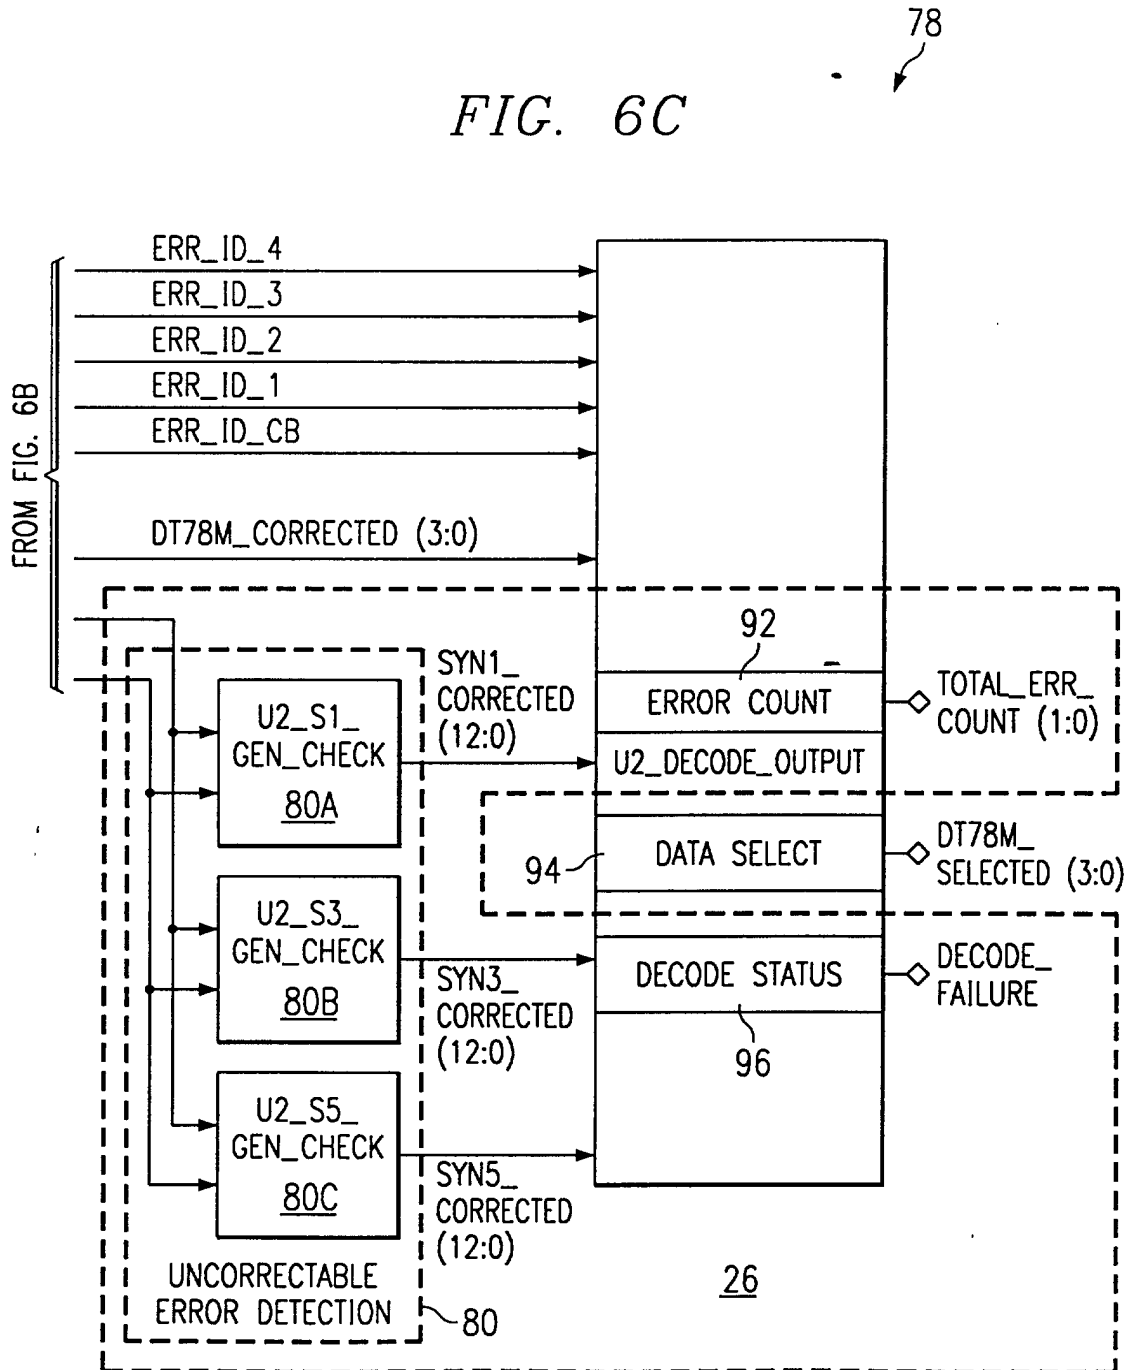 78
FIG. 6C
ERR_ID_4
ERR_ID_3
ERR_ID_2
ERR_ID_1
ERR_ID_CB
FROM FIG. 6B
DT78M_CORRECTED (3:0)
92
SYN1_
CORRECTED
(12:0)
ERROR COUNT
TOTAL_ERR_
COUNT (1:0)
U2_S1_
GEN_CHECK
80A
U2_DECODE_OUTPUT
94
DATA SELECT
DT78M_
SELECTED (3:0)
U2_S3_
GEN_CHECK
80B
SYN3_
CORRECTED
(12:0)
DECODE STATUS
DECODE_
FAILURE
96
U2_S5_
GEN_CHECK
80C
SYN5_
CORRECTED
(12:0)
UNCORRECTABLE
ERROR DETECTION
80
26